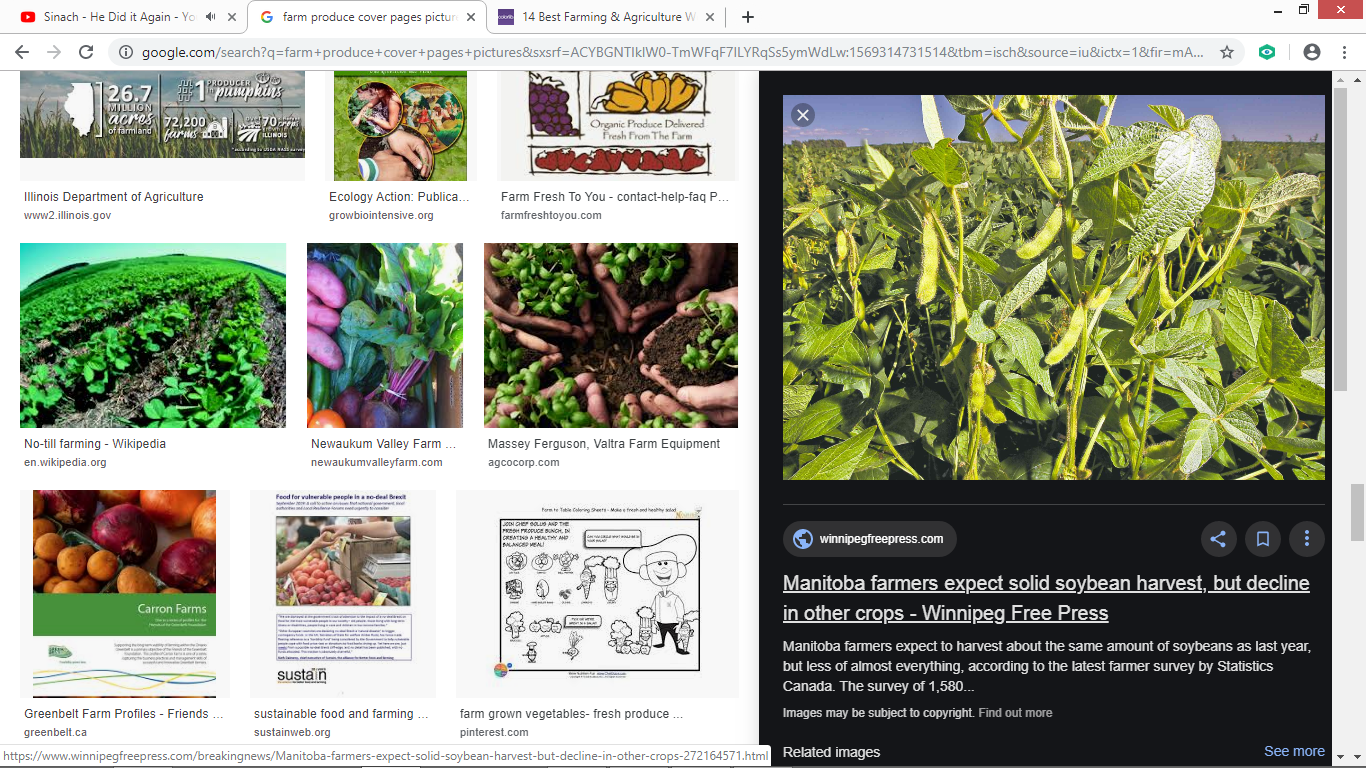 Sinach - He Did it Again - Yo
farm produce cover pages pictur
14 Best Farming & Agriculture W
google.com/search?q=farm+produce+cover+pages+pictures&sxsrf=ACYBGNTIkIW0-TmWFqF7ILYRqSs5ymWdLw:1569314731514&tbm=isch&source=iu&ictx=1&fir=mA...
26.7
MILLION
acres
of farmland
#1 PRODUCER
of pumpkins
72,200
farms
70
crops
ILLINOIS
*according to USDA NASS survey
Organic Produce Delivered
Fresh From The Farm
Illinois Department of Agriculture
www2.illinois.gov
Ecology Action: Publica...
growbiointensive.org
Farm Fresh To You - contact-help-faq P...
farmfreshtoyou.com
No-till farming - Wikipedia
en.wikipedia.org
Newaukum Valley Farm ...
newaukumvalleyfarm.com
Massey Ferguson, Valtra Farm Equipment
agcocorp.com
Carron Farms
Food for vulnerable people in a no-deal Brexit
sustain
Farm to Table Coloring Sheets - Make a fresh and healthy salad
JOIN CHEF SOLUS AND THE
FRESH PRODUCE BUNCH, IN
CREATING A HEALTHY AND
BALANCED MEAL!
Greenbelt Farm Profiles - Friends ...
greenbelt.ca
sustainable food and farming ...
sustainweb.org
farm grown vegetables- fresh produce ...
pinterest.com
winnipegfreepress.com
Manitoba farmers expect solid soybean harvest, but decline
in other crops - Winnipeg Free Press
Manitoba farmers expect to harvest about the same amount of soybeans as last year,
but less of almost everything, according to the latest farmer survey by Statistics
Canada. The survey of 1,580...
Images may be subject to copyright. Find out more
Related images
See more
https://www.winnipegfreepress.com/breakingnews/Manitoba-farmers-expect-solid-soybean-harvest-but-decline-in-other-crops-272164571.html